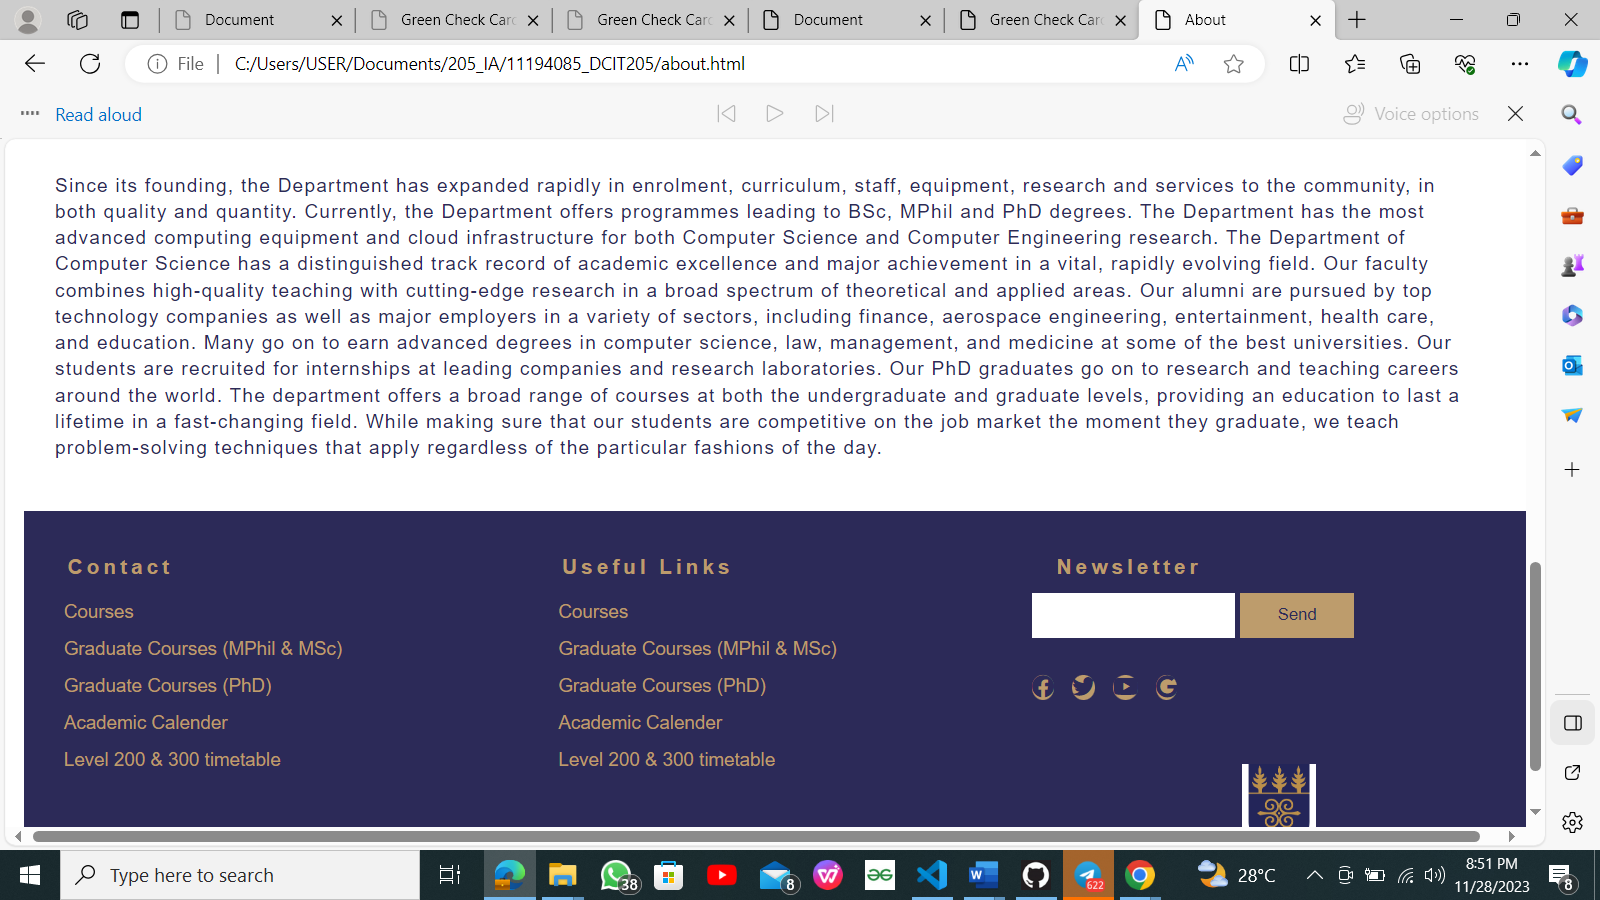 Document
Green Check Car
Green Check Car
Document
Green Check Car
About
File
C:/Users/USER/Documents/205_IA/11194085_DCIT205/about.html
Read aloud
Voice options
Since its founding, the Department has expanded rapidly in enrolment, curriculum, staff, equipment, research and services to the community, in
both quality and quantity. Currently, the Department offers programmes leading to BSc, MPhil and PhD degrees. The Department has the most
advanced computing equipment and cloud infrastructure for both Computer Science and Computer Engineering research. The Department of
Computer Science has a distinguished track record of academic excellence and major achievement in a vital, rapidly evolving field. Our faculty
combines high-quality teaching with cutting-edge research in a broad spectrum of theoretical and applied areas. Our alumni are pursued by top
technology companies as well as major employers in a variety of sectors, including finance, aerospace engineering, entertainment, health care,
and education. Many go on to earn advanced degrees in computer science, law, management, and medicine at some of the best universities. Our
students are recruited for internships at leading companies and research laboratories. Our PhD graduates go on to research and teaching careers
around the world. The department offers a broad range of courses at both the undergraduate and graduate levels, providing an education to last a
lifetime in a fast-changing field. While making sure that our students are competitive on the job market the moment they graduate, we teach
problem-solving techniques that apply regardless of the particular fashions of the day.
Contact
Courses
Graduate Courses (MPhil & MSc)
Graduate Courses (PhD)
Academic Calender
Level 200 & 300 timetable
Useful Links
Courses
Graduate Courses (MPhil & MSc)
Graduate Courses (PhD)
Academic Calender
Level 200 & 300 timetable
Newsletter
Send
Type here to search
38
8
622
28°C
8:51 PM
11/28/2023
8